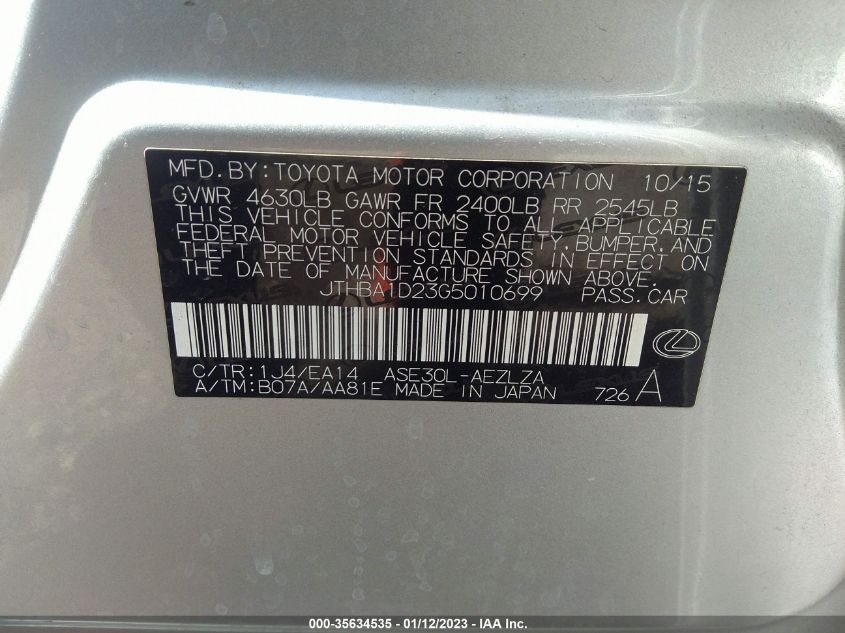 MFD.BY:TOYOTA MOTOR CORPORATION 10/15
GVWR 4630LB GAWR FR 2400LB RR 2545LB
THIS VEHICLE CONFORMS TO ALL APPLICABLE
FEDERAL MOTOR VEHICLE SAFETY, BUMPER, AND
THEFT PREVENTION STANDARDS IN EFFECT ON
THE DATE OF MANUFACTURE SHOWN ABOVE.
JTHBA1D23G5010699 PASS.CAR
C/TR:1J4/EA14 ASE30L-AEZLZA
A/TM:B07A/AA81E MADE IN JAPAN 726 A
000-35634535 - 01/12/2023 - IAA Inc.